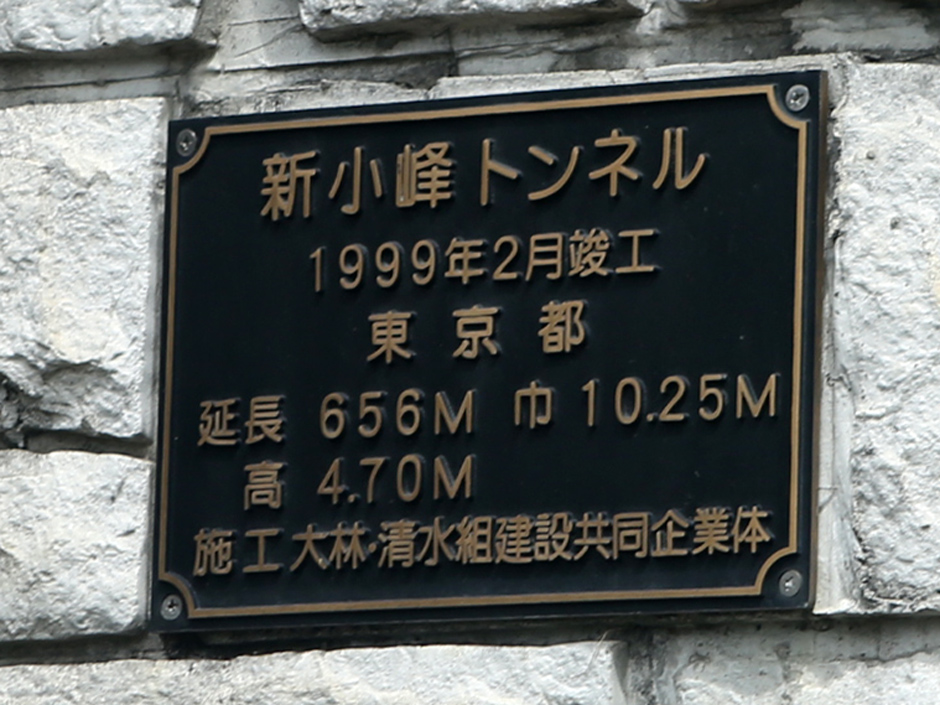 新小峰トンネル
1999年2月竣工
東京都
延長 656M 巾 10.25M
高 4.70M
施工 大林・清水組建設共同企業体